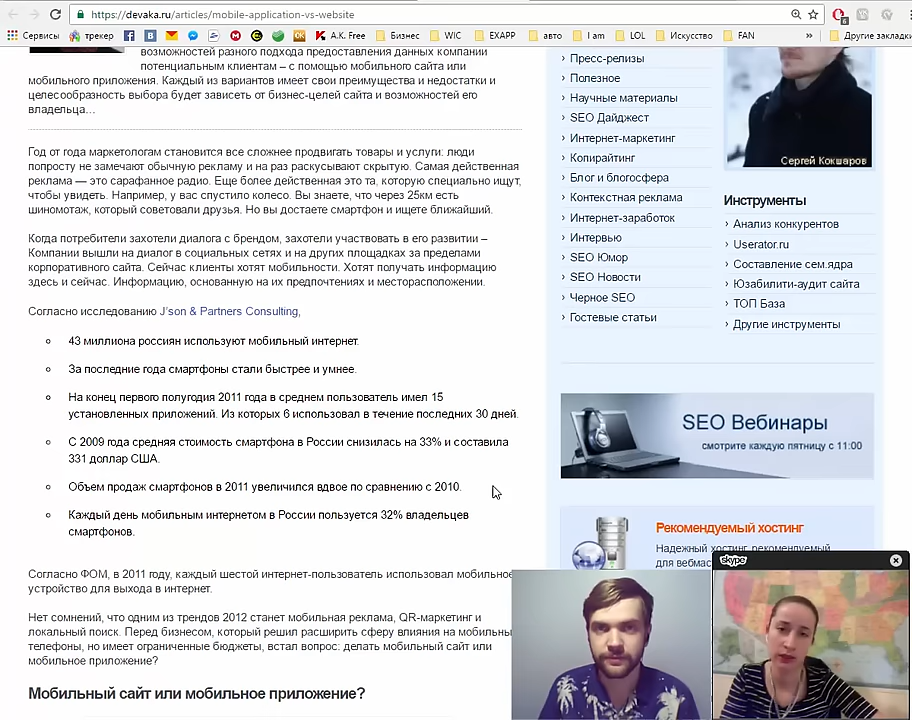 https://devaka.ru/articles/mobile-application-vs-website
Сервисы
трекер
A.K. Free
Бизнес
WIC
EXAPP
авто
I am
LOL
Искусство
FAN
»
Другие закладки
возможностей разного подхода предоставления данных компании
потенциальным клиентам – с помощью мобильного сайта или
мобильного приложения. Каждый из вариантов имеет свои преимущества и недостатки и
целесообразность выбора будет зависеть от бизнес-целей сайта и возможностей его
владельца…
Год от года маркетологам становится все сложнее продвигать товары и услуги: люди
попросту не замечают обычную рекламу и на раз раскусывают скрытую. Самая действенная
реклама — это сарафанное радио. Еще более действенная это та, которую специально ищут,
чтобы увидеть. Например, у вас спустило колесо. Вы знаете, что через 25км есть
шиномотаж, который советовали друзья. Но вы достаете смартфон и ищете ближайший.
Когда потребители захотели диалога с брендом, захотели участвовать в его развитии –
Компании вышли на диалог в социальных сетях и на других площадках за пределами
корпоративного сайта. Сейчас клиенты хотят мобильности. Хотят получать информацию
здесь и сейчас. Информацию, основанную на их предпочтениях и месторасположении.
Согласно исследованию J'son & Partners Consulting,
43 миллиона россиян используют мобильный интернет.
За последние года смартфоны стали быстрее и умнее.
На конец первого полугодия 2011 года в среднем пользователь имел 15
установленных приложений. Из которых 6 использовал в течение последних 30 дней.
С 2009 года средняя стоимость смартфона в России снизилась на 33% и составила
331 доллар США.
Объем продаж смартфонов в 2011 увеличился вдвое по сравнению с 2010.
Каждый день мобильным интернетом в России пользуется 32% владельцев
смартфонов.
Согласно ФОМ, в 2011 году, каждый шестой интернет-пользователь использовал мобильное
устройство для выхода в интернет.
Нет сомнений, что одним из трендов 2012 станет мобильная реклама, QR-маркетинг и
локальный поиск. Перед бизнесом, который решил расширить сферу влияния на мобильны
телефоны, но имеет ограниченные бюджеты, встал вопрос: делать мобильный сайт или
мобильное приложение?
Мобильный сайт или мобильное приложение?
Пресс-релизы
Полезное
Научные материалы
SEO Дайджест
Интернет-маркетинг
Копирайтинг
Блог и блогосфера
Контекстная реклама
Интернет-заработок
Интервью
SEO Юмор
SEO Новости
Черное SEO
Гостевые статьи
Сергей Кокшаров
Инструменты
Анализ конкурентов
Userator.ru
Составление сем.ядра
Юзабилити-аудит сайта
ТОП База
Другие инструменты
SEO Вебинары
смотрите каждую пятницу с 11:00
Рекомендуемый хостинг
Надежный хостинг, рекомендуемый
для вебмас
skype